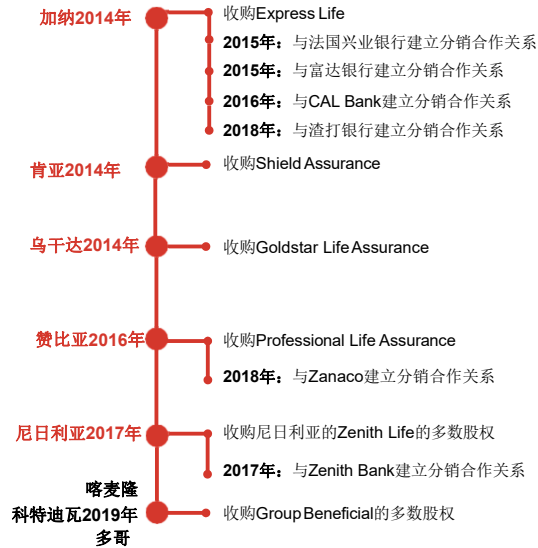 加纳2014年
收购Express Life
2015年：与法国兴业银行建立分销合作关系
2015年：与富达银行建立分销合作关系
2016年：与CAL Bank建立分销合作关系
2018年：与渣打银行建立分销合作关系
肯亚2014年
收购Shield Assurance
乌干达2014年
收购Goldstar Life Assurance
赞比亚2016年
收购Professional Life Assurance
2018年：与Zanaco建立分销合作关系
尼日利亚2017年
收购尼日利亚的Zenith Life的多数股权
2017年：与Zenith Bank建立分销合作关系
喀麦隆
科特迪瓦2019年
多哥
收购Group Beneficial的多数股权